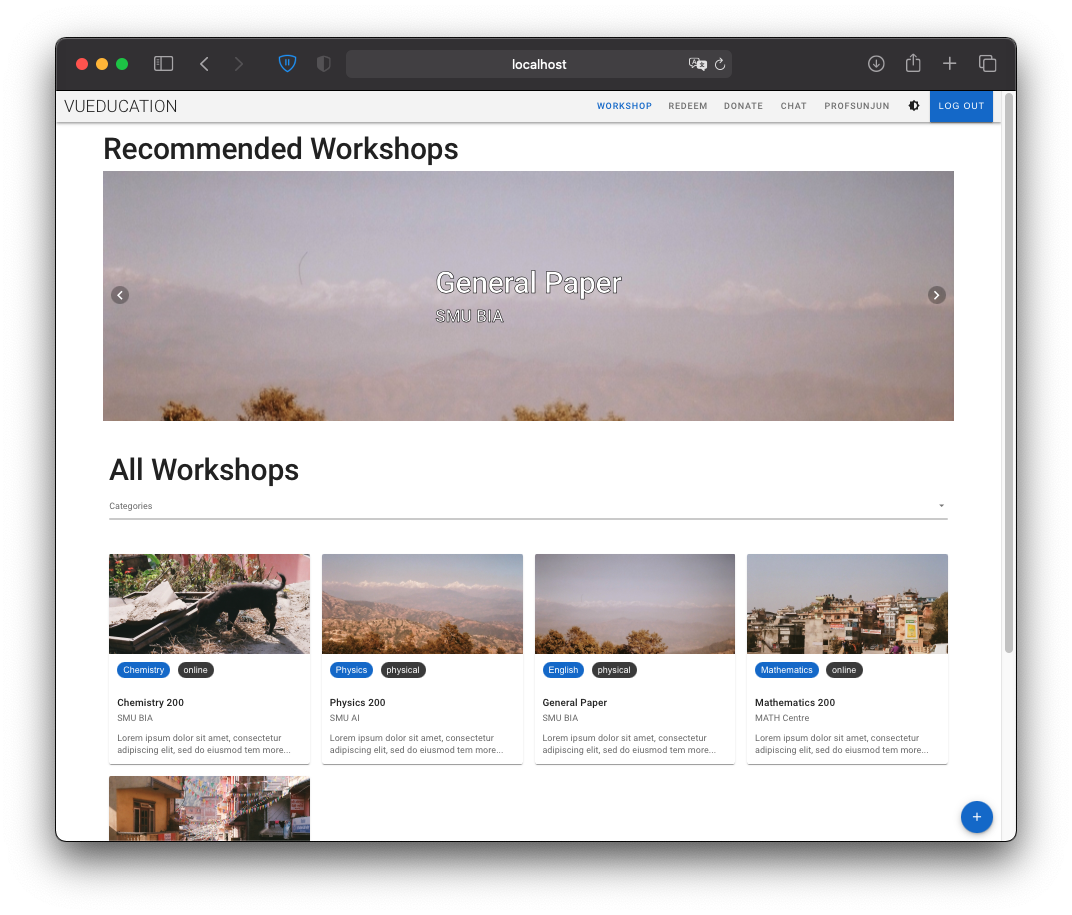 localhost
VUEDUCATION
WORKSHOP REDEEM DONATE CHAT PROFSUNJUN LOG OUT
Recommended Workshops
General Paper
SMU BIA
All Workshops
Categories
Chemistry online
Chemistry 200
SMU BIA
Lorem ipsum dolor sit amet, consectetur
adipiscing elit, sed do eiusmod tem more...
Physics physical
Physics 200
SMU AI
Lorem ipsum dolor sit amet, consectetur
adipiscing elit, sed do eiusmod tem more...
English physical
General Paper
SMU BIA
Lorem ipsum dolor sit amet, consectetur
adipiscing elit, sed do eiusmod tem more...
Mathematics online
Mathematics 200
MATH Centre
Lorem ipsum dolor sit amet, consectetur
adipiscing elit, sed do eiusmod tem more...
+